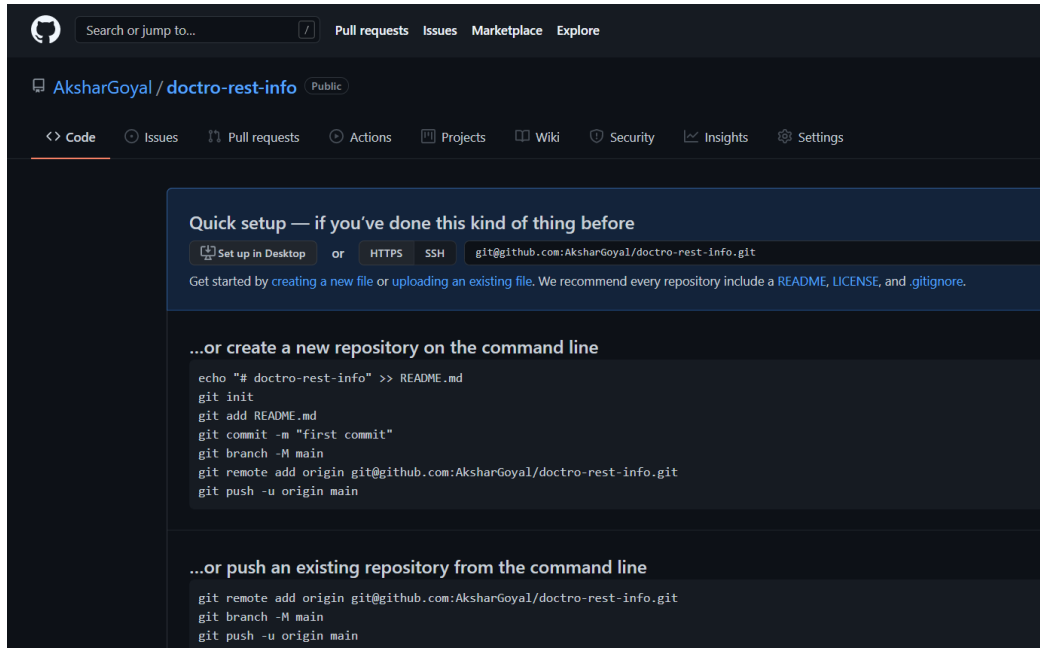 Search or jump to... / Pull requests Issues Marketplace Explore
AksharGoyal / doctro-rest-info Public
<> Code Issues Pull requests Actions Projects Wiki Security Insights Settings
Quick setup — if you've done this kind of thing before
Set up in Desktop or HTTPS SSH git@github.com:AksharGoyal/doctro-rest-info.git
Get started by creating a new file or uploading an existing file. We recommend every repository include a README, LICENSE, and .gitignore.
…or create a new repository on the command line
echo "# doctro-rest-info" >> README.md
git init
git add README.md
git commit -m "first commit"
git branch -M main
git remote add origin git@github.com:AksharGoyal/doctro-rest-info.git
git push -u origin main
…or push an existing repository from the command line
git remote add origin git@github.com:AksharGoyal/doctro-rest-info.git
git branch -M main
git push -u origin main